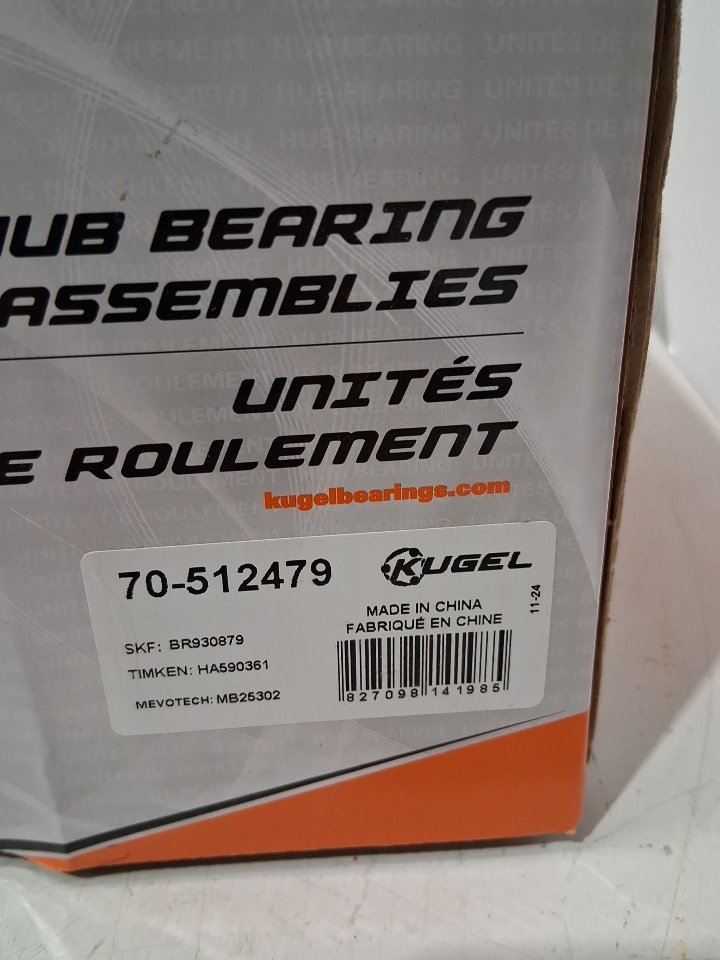 HUB BEARING
ASSEMBLIES
UNITÉS
E ROULEMENT
kugelbearings.com
70-512479
KUGEL
MADE IN CHINA
FABRIQUÉ EN CHINE
11-24
SKF: BR930879
TIMKEN: HA590361
MEVOTECH: MB25302
827098 141985